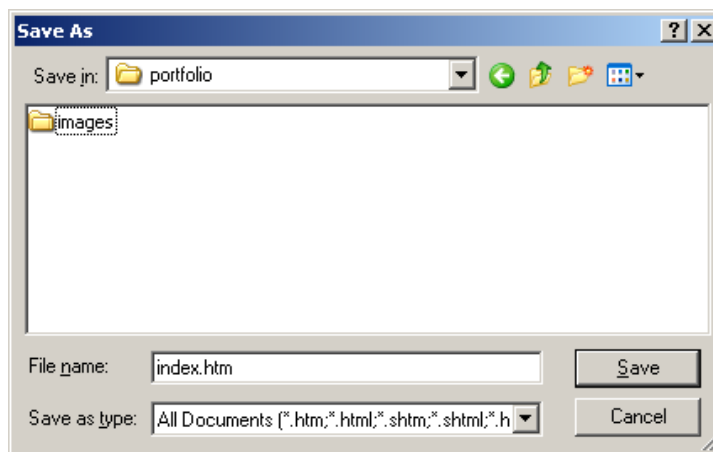 Save As
Save in: portfolio
images
File name: index.htm Save
Save as type: All Documents (*.htm;*.html;*.shtm;*.shtml;*.h Cancel